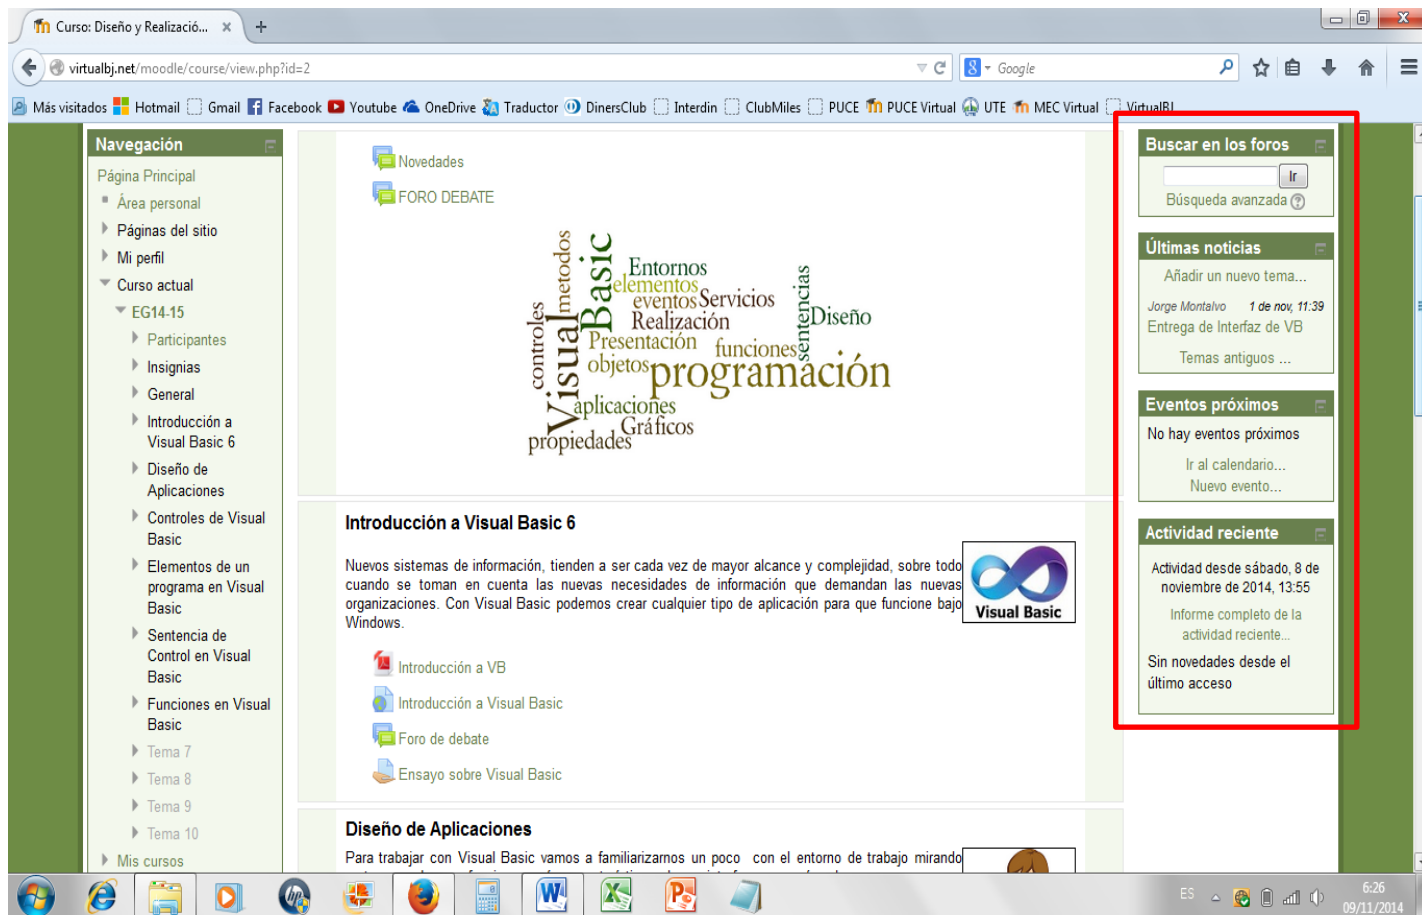 Curso: Diseño y Realizació...
virtualbj.net/moodle/course/view.php?id=2
Google
Más visitados Hotmail Gmail Facebook Youtube OneDrive Traductor DinersClub Interdin ClubMiles PUCE PUCE Virtual UTE MEC Virtual VirtualBJ
Navegación
Página Principal
Área personal
Páginas del sitio
Mi perfil
Curso actual
EG14-15
Participantes
Insignias
General
Introducción a
Visual Basic 6
Diseño de
Aplicaciones
Controles de Visual
Basic
Elementos de un
programa en Visual
Basic
Sentencia de
Control en Visual
Basic
Funciones en Visual
Basic
Tema 7
Tema 8
Tema 9
Tema 10
Mis cursos
Novedades
FORO DEBATE
controles
Visual
metodos
Basic
Entornos
elementos
eventos
Servicios
Realización
Presentación
funciones
objetos
programación
sentencias
Diseño
aplicaciones
Gráficos
propiedades
Introducción a Visual Basic 6
Nuevos sistemas de información, tienden a ser cada vez de mayor alcance y complejidad, sobre todo
cuando se toman en cuenta las nuevas necesidades de información que demandan las nuevas
organizaciones. Con Visual Basic podemos crear cualquier tipo de aplicación para que funcione bajo
Windows.
Visual Basic
Introducción a VB
Introducción a Visual Basic
Foro de debate
Ensayo sobre Visual Basic
Diseño de Aplicaciones
Para trabajar con Visual Basic vamos a familiarizarnos un poco con el entorno de trabajo mirando
Buscar en los foros
Ir
Búsqueda avanzada
Últimas noticias
Añadir un nuevo tema...
Jorge Montalvo 1 de nov, 11:39
Entrega de Interfaz de VB
Temas antiguos ...
Eventos próximos
No hay eventos próximos
Ir al calendario...
Nuevo evento...
Actividad reciente
Actividad desde sábado, 8 de
noviembre de 2014, 13:55
Informe completo de la
actividad reciente...
Sin novedades desde el
último acceso
ES
6:26
09/11/2014